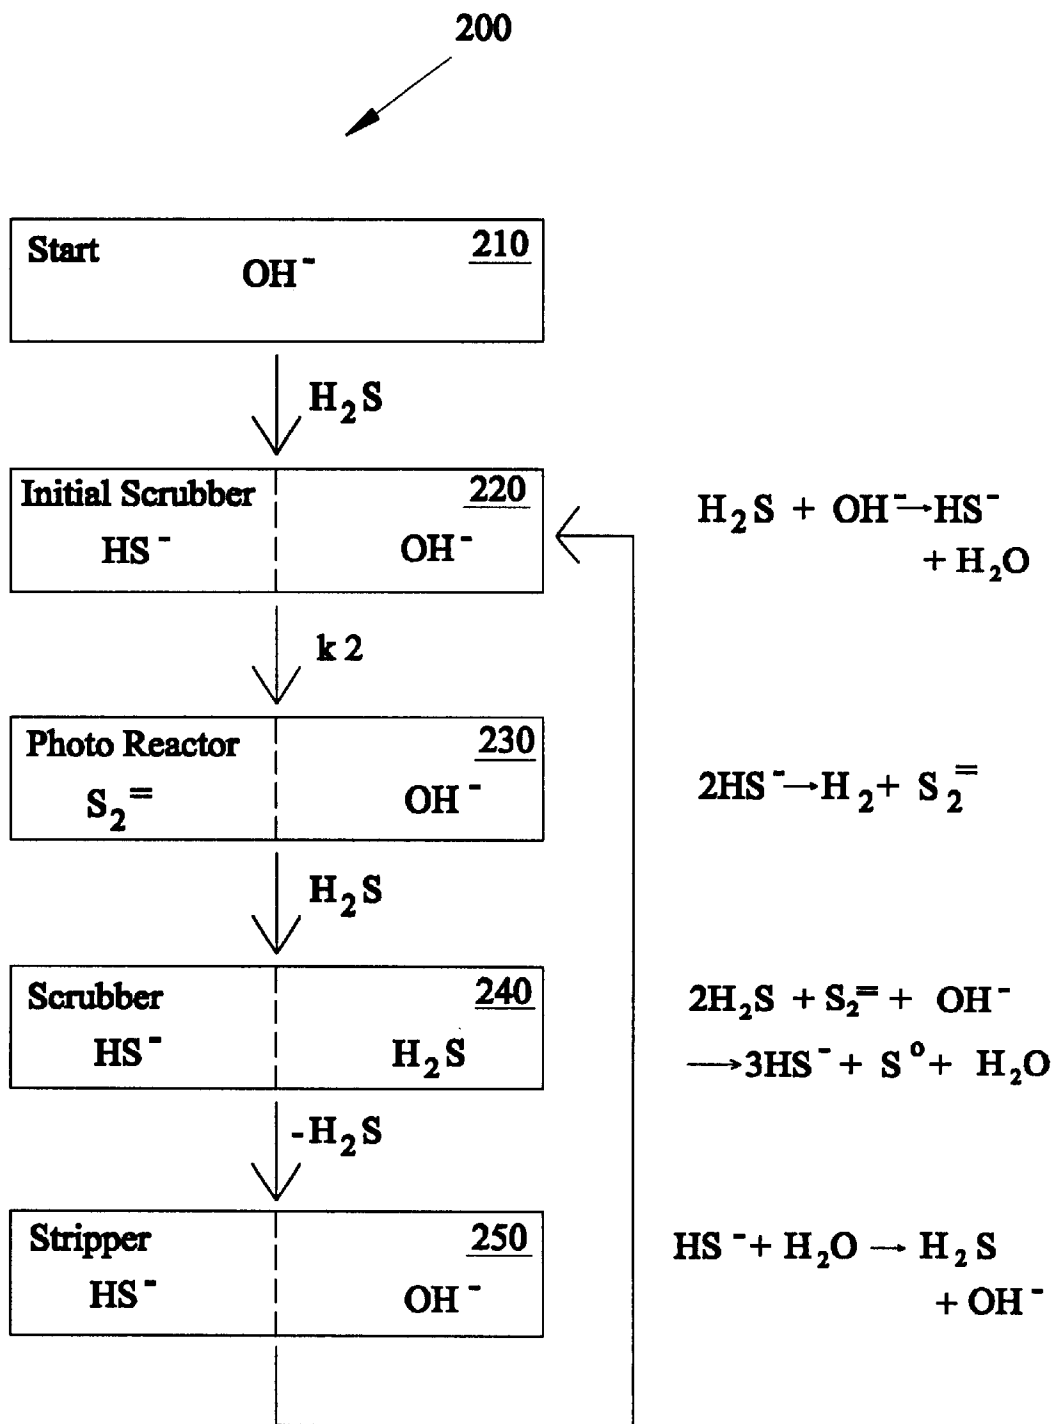 200
Start 210
OH⁻
H₂S
Initial Scrubber 220
HS⁻ OH⁻
H₂S + OH⁻→HS⁻
+ H₂O
k 2
Photo Reactor 230
S₂⁼ OH⁻
2HS⁻→H₂+ S₂⁼
H₂S
Scrubber 240
HS⁻ H₂S
2H₂S + S₂⁼ + OH⁻
→3HS⁻ + S° + H₂O
-H₂S
Stripper 250
HS⁻ OH⁻
HS⁻+ H₂O → H₂S
+ OH⁻